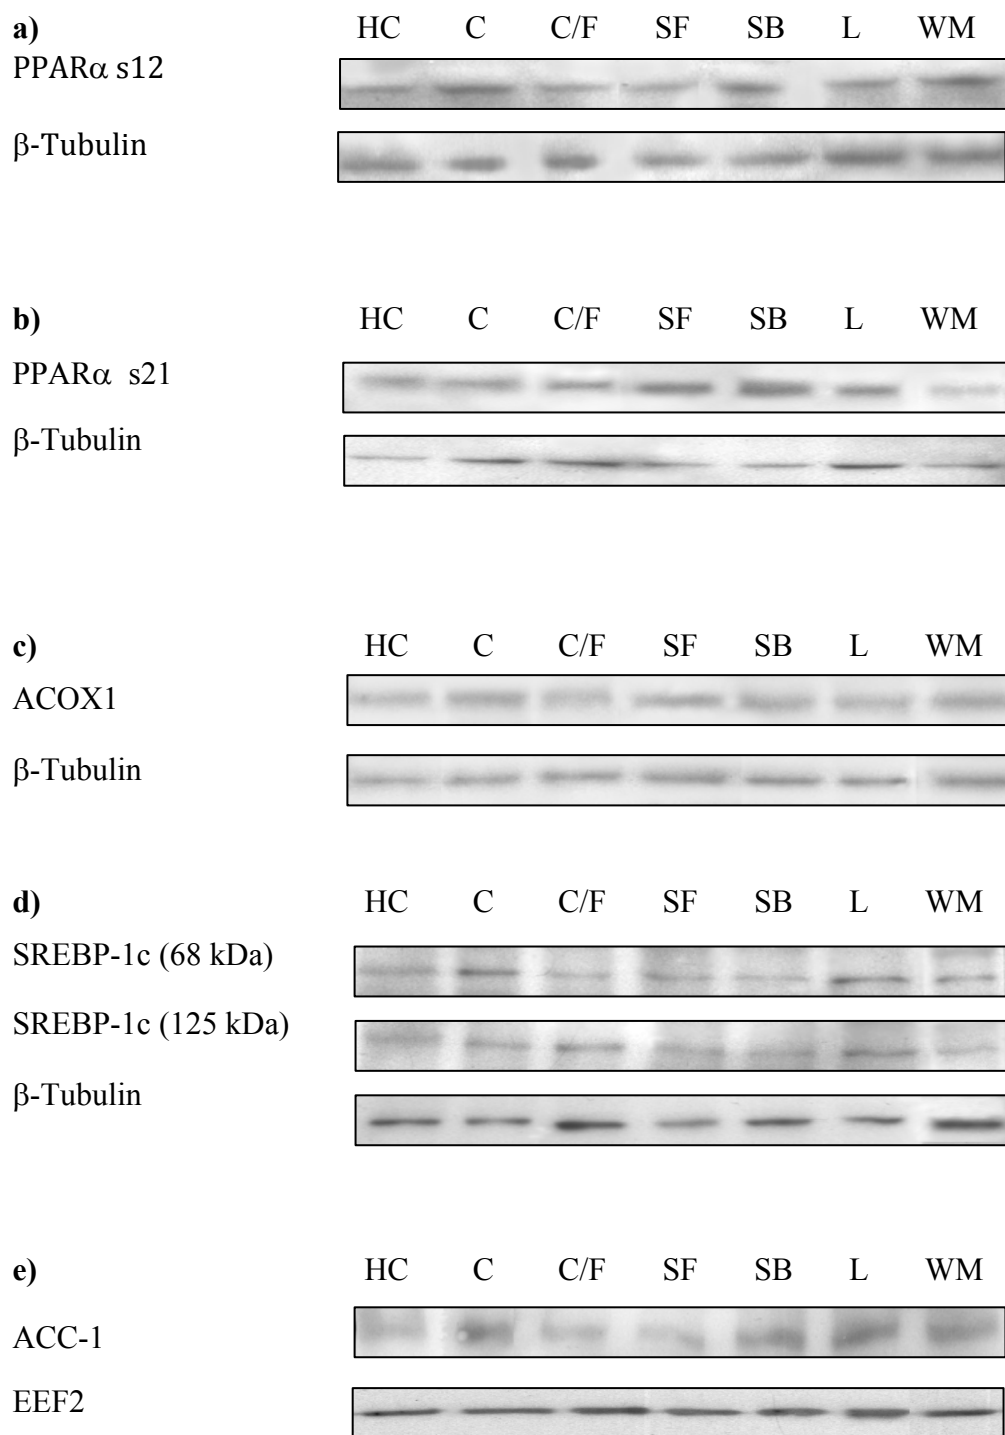 a) HC C C/F SF SB L WM
PPARα s12
β-Tubulin
b) HC C C/F SF SB L WM
PPARα s21
β-Tubulin
c) HC C C/F SF SB L WM
ACOX1
β-Tubulin
d) HC C C/F SF SB L WM
SREBP-1c (68 kDa)
SREBP-1c (125 kDa)
β-Tubulin
e) HC C C/F SF SB L WM
ACC-1
EEF2